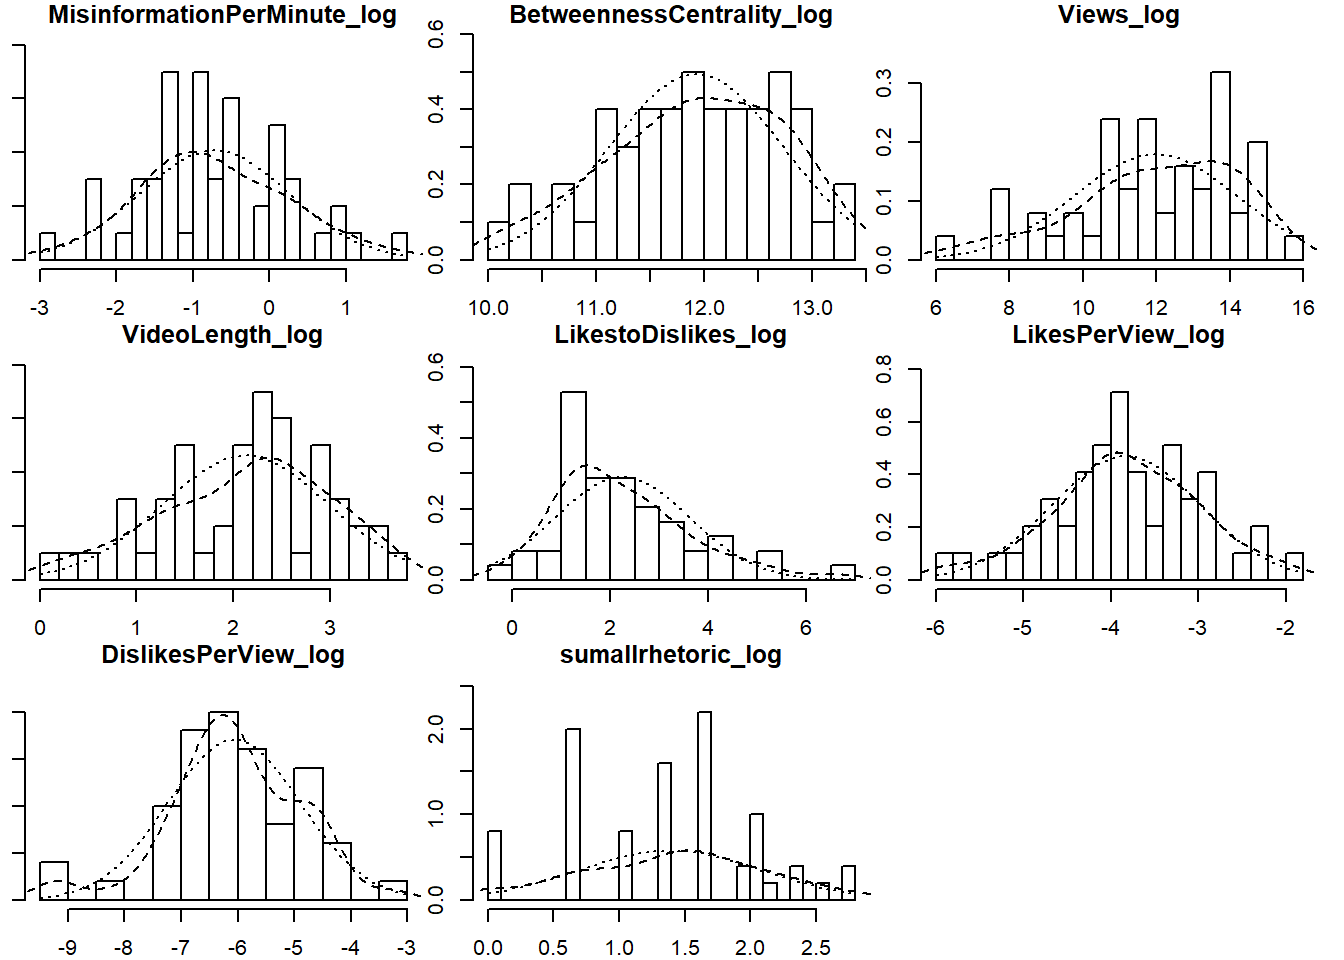 MisinformationPerMinute_log
BetweennessCentrality_log
Views_log
0.0 0.2 0.4 0.6
0.0 0.1 0.2 0.3
-3 -2 -1 0 1
10.0 11.0 12.0 13.0
6 8 10 12 14 16
VideoLength_log
LikestoDislikes_log
LikesPerView_log
0.0 0.2 0.4 0.6
0.0 0.2 0.4 0.6 0.8
0 1 2 3
0 2 4 6
-6 -5 -4 -3 -2
DislikesPerView_log
sumallrhetoric_log
0.0 1.0 2.0
-9 -8 -7 -6 -5 -4 -3
0.0 0.5 1.0 1.5 2.0 2.5